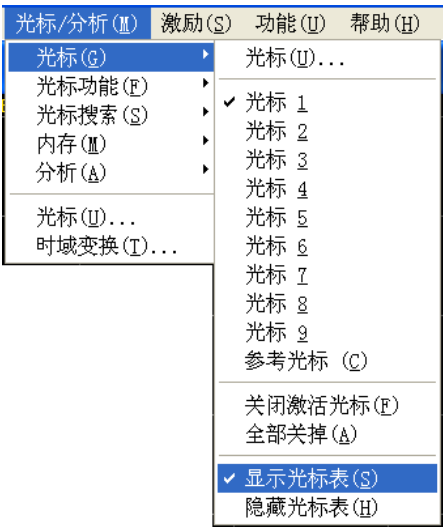 光标/分析(M) 激励(S) 功能(U) 帮助(H)
光标(G)
光标功能(F)
光标搜索(S)
内存(M)
分析(A)
光标(U)...
时域变换(T)...
光标(U)...
✓ 光标 1
光标 2
光标 3
光标 4
光标 5
光标 6
光标 7
光标 8
光标 9
参考光标 (C)
关闭激活光标(F)
全部关掉(A)
✓ 显示光标表(S)
隐藏光标表(H)